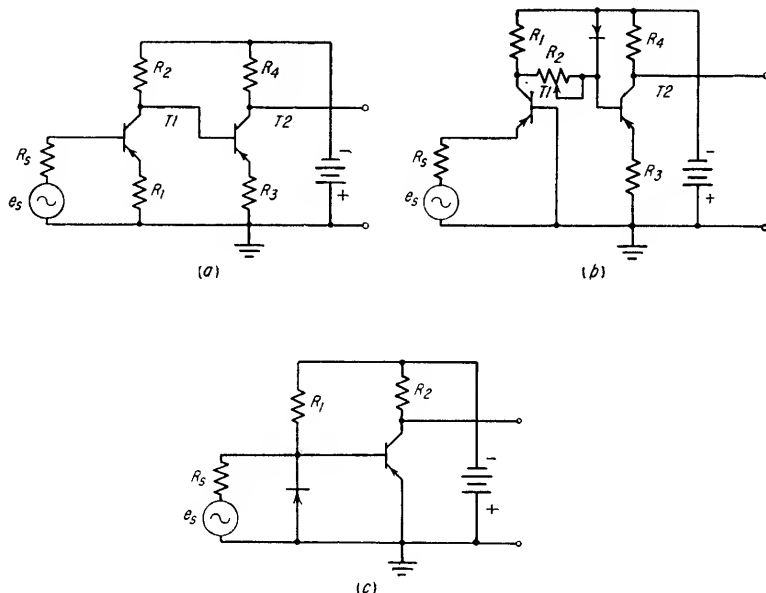 R2
R4
T1
T2
RS
R1
R3
eS
−
+
(a)
R1
R2
R4
T1
T2
RS
R3
eS
−
+
(b)
R1
R2
RS
eS
−
+
(c)